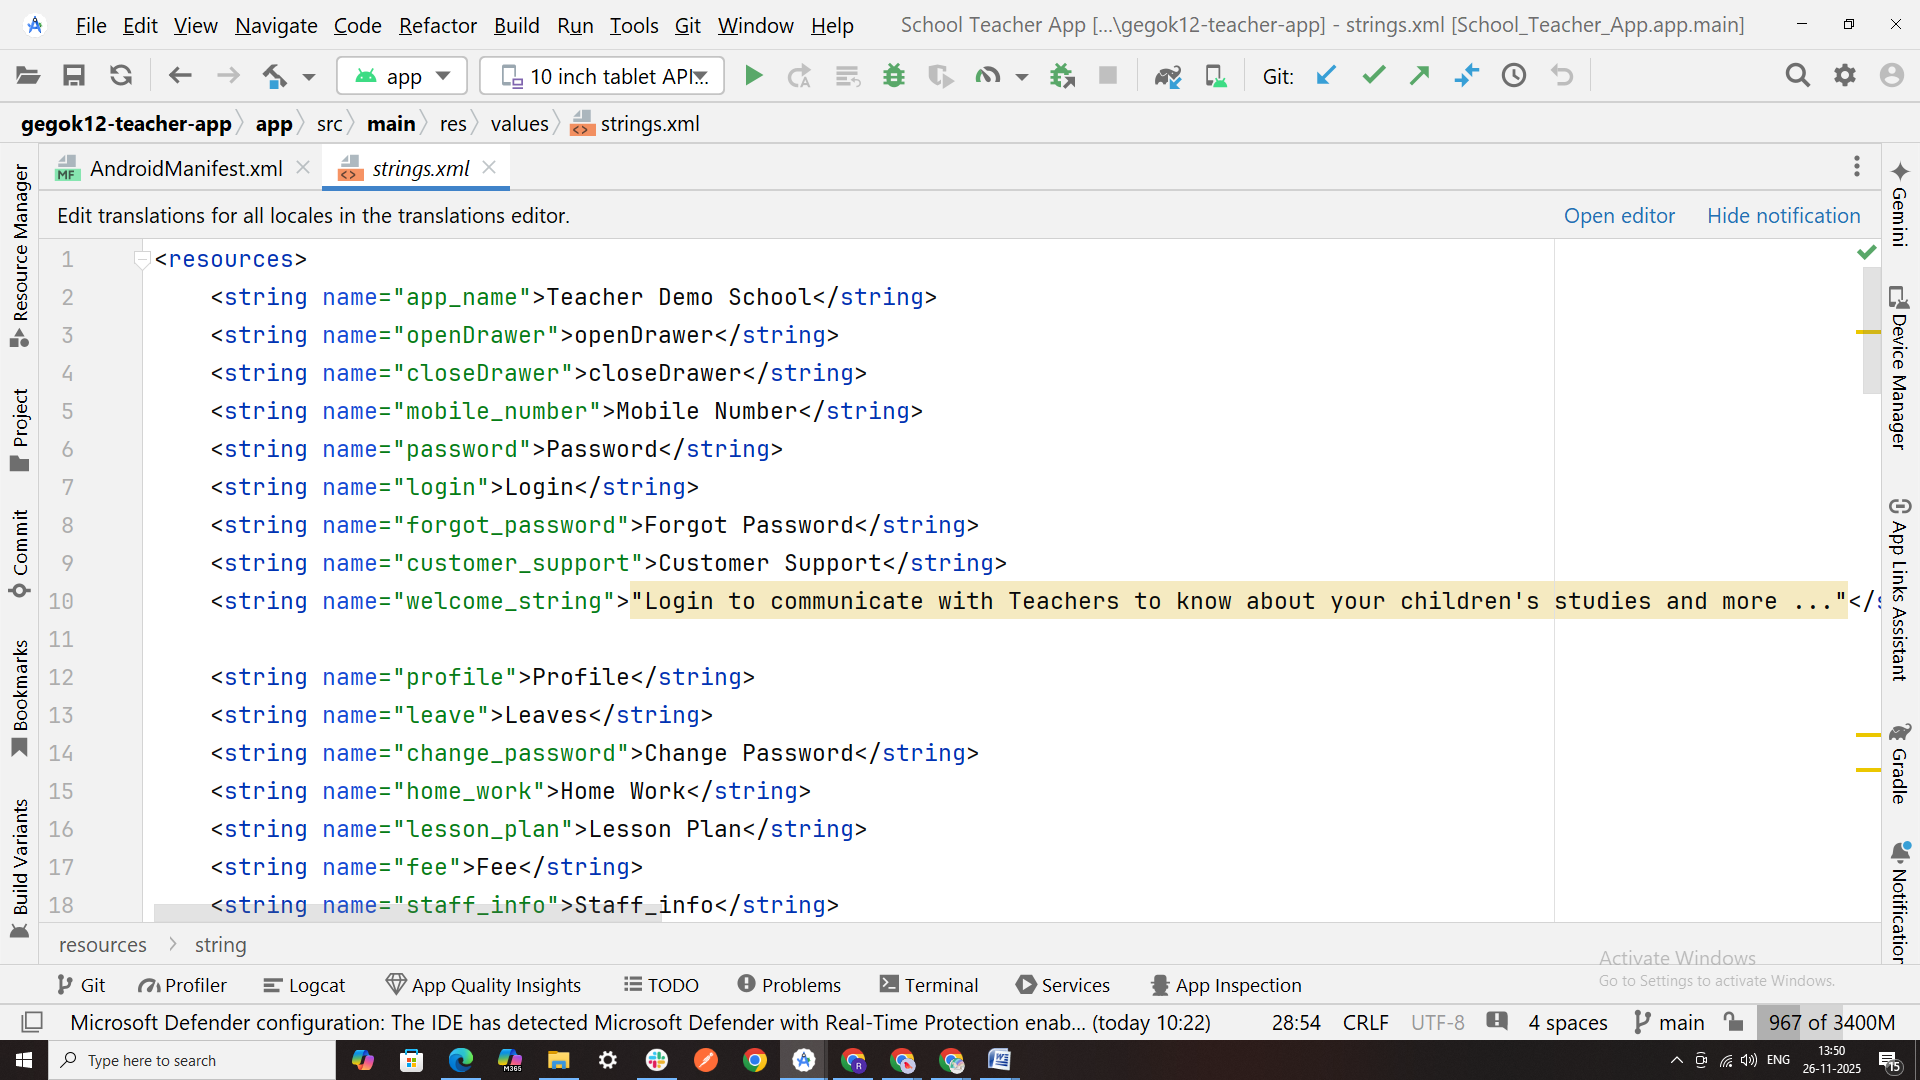 File Edit View Navigate Code Refactor Build Run Tools Git Window Help School Teacher App [...\gegok12-teacher-app] - strings.xml [School_Teacher_App.app.main]
app 10 inch tablet API... Git:
gegok12-teacher-app app src main res values strings.xml
AndroidManifest.xml strings.xml
Edit translations for all locales in the translations editor. Open editor Hide notification
1 <resources>
2 <string name="app_name">Teacher Demo School</string>
3 <string name="openDrawer">openDrawer</string>
4 <string name="closeDrawer">closeDrawer</string>
5 <string name="mobile_number">Mobile Number</string>
6 <string name="password">Password</string>
7 <string name="login">Login</string>
8 <string name="forgot_password">Forgot Password</string>
9 <string name="customer_support">Customer Support</string>
10 <string name="welcome_string">"Login to communicate with Teachers to know about your children's studies and more ..."</s
11
12 <string name="profile">Profile</string>
13 <string name="leave">Leaves</string>
14 <string name="change_password">Change Password</string>
15 <string name="home_work">Home Work</string>
16 <string name="lesson_plan">Lesson Plan</string>
17 <string name="fee">Fee</string>
18 <string name="staff_info">Staff_info</string>
Resource Manager
Project
Commit
Bookmarks
Build Variants
Gemini
Device Manager
App Links Assistant
Gradle
Notification
resources string
Activate Windows
Go to Settings to activate Windows.
Git Profiler Logcat App Quality Insights TODO Problems Terminal Services App Inspection
Microsoft Defender configuration: The IDE has detected Microsoft Defender with Real-Time Protection enab... (today 10:22) 28:54 CRLF UTF-8 4 spaces main 967 of 3400M
Type here to search M365 R ENG 13:50
26-11-2025 15